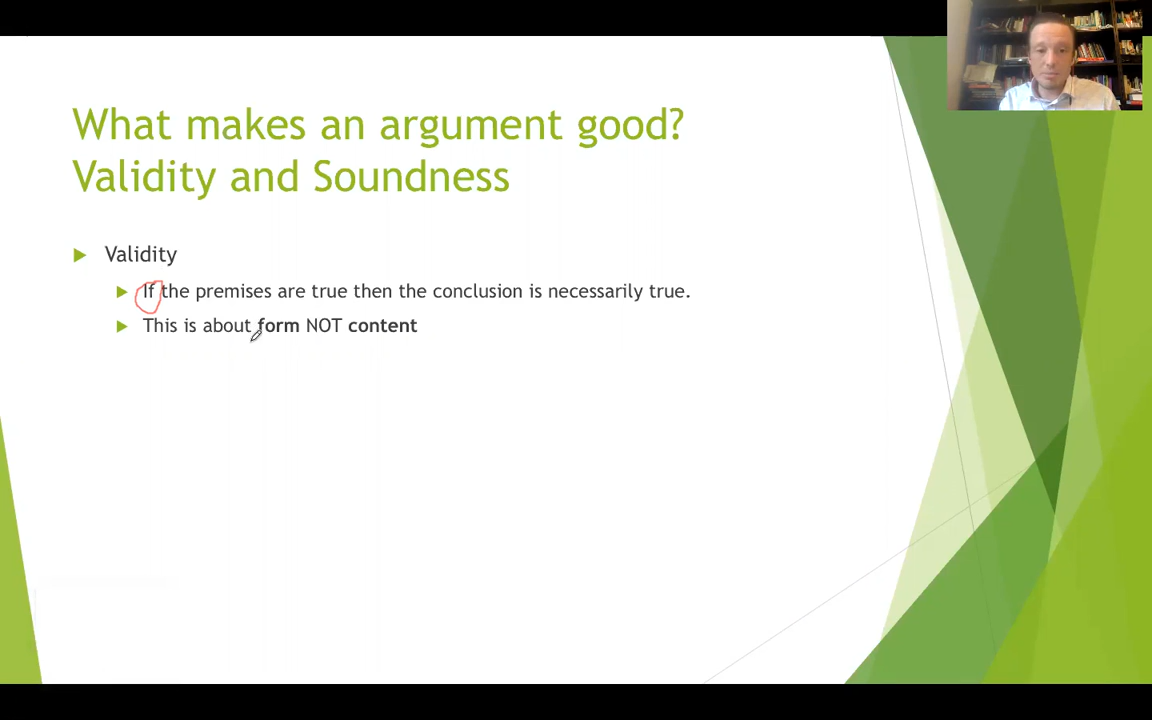 What makes an argument good?
Validity and Soundness
Validity
If the premises are true then the conclusion is necessarily true.
This is about form NOT content